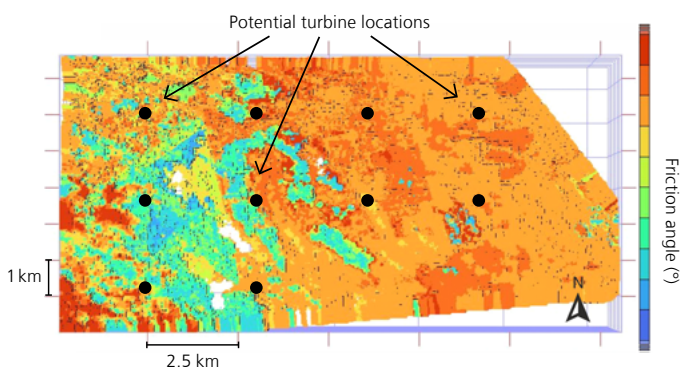 Potential turbine locations
Friction angle (º)
1 km
N
2.5 km